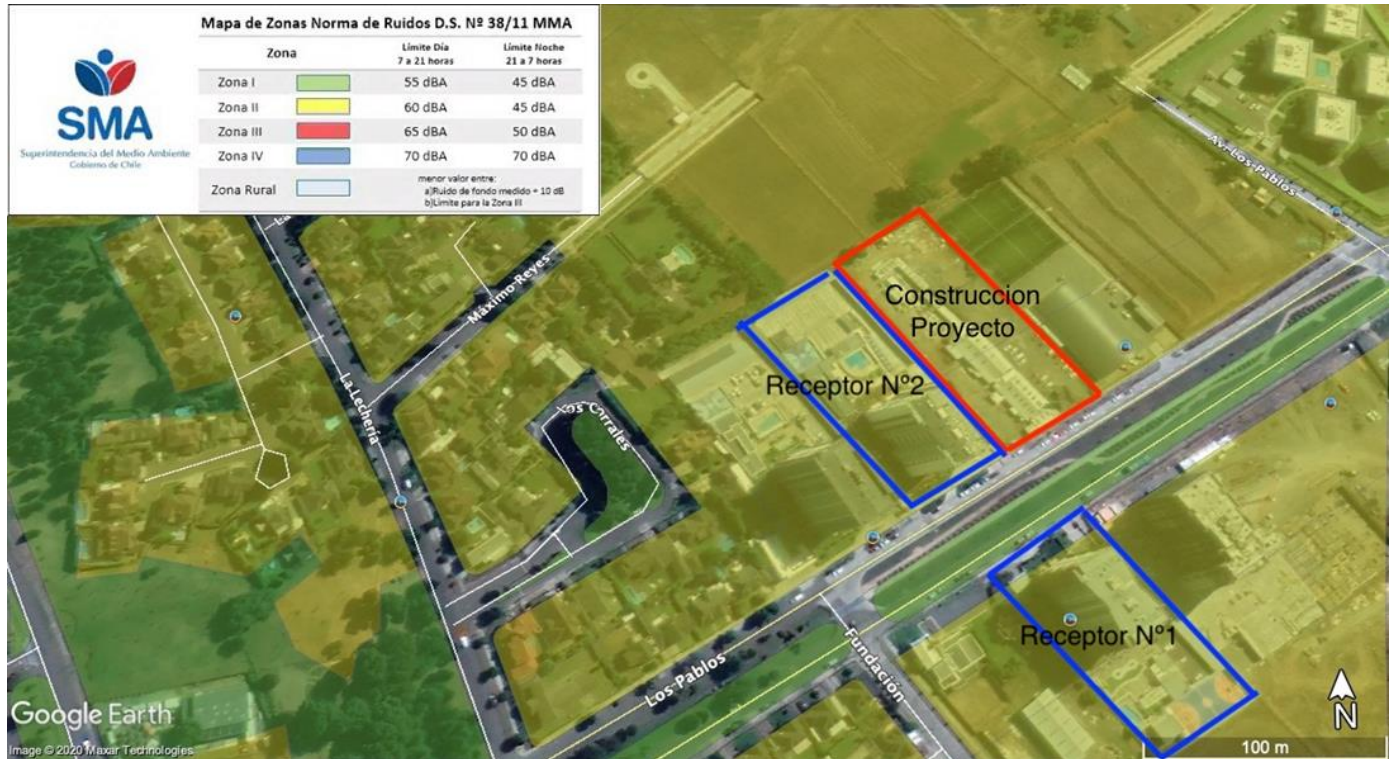 Mapa de Zonas Norma de Ruidos D.S. Nº 38/11 MMA
Zona
Límite Día
7 a 21 horas
Límite Noche
21 a 7 horas
Zona I 55 dBA 45 dBA
Zona II 60 dBA 45 dBA
Zona III 65 dBA 50 dBA
Zona IV 70 dBA 70 dBA
Zona Rural
menor valor entre:
a)Ruido de fondo medido + 10 dB
b)Límite para la Zona III
SMA
Superintendencia del Medio Ambiente
Gobierno de Chile
Av. Los Pablos
Máximo Reyes
Construccion
Proyecto
Receptor Nº2
La Lechería
Los Corrales
Receptor Nº1
Los Pablos
Fundación
Google Earth
Image © 2020 Maxar Technologies
N
100 m